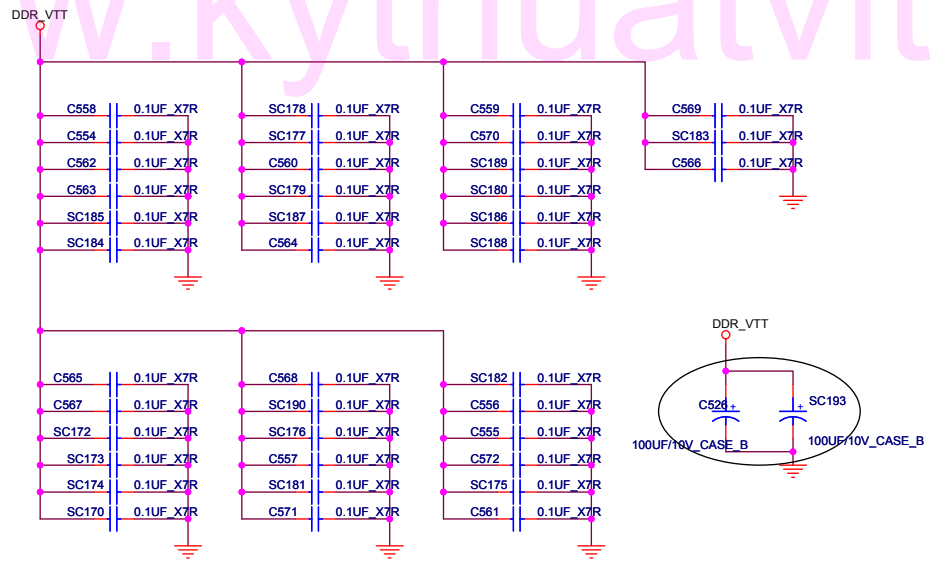 w.kythuatvit
DDR_VTT
C558 0.1UF_X7R SC178 0.1UF_X7R C559 0.1UF_X7R C569 0.1UF_X7R
C554 0.1UF_X7R SC177 0.1UF_X7R C570 0.1UF_X7R SC183 0.1UF_X7R
C562 0.1UF_X7R C560 0.1UF_X7R SC189 0.1UF_X7R C566 0.1UF_X7R
C563 0.1UF_X7R SC179 0.1UF_X7R SC180 0.1UF_X7R
SC185 0.1UF_X7R SC187 0.1UF_X7R SC186 0.1UF_X7R
SC184 0.1UF_X7R C564 0.1UF_X7R SC188 0.1UF_X7R
DDR_VTT
C565 0.1UF_X7R C568 0.1UF_X7R SC182 0.1UF_X7R
C567 0.1UF_X7R SC190 0.1UF_X7R C556 0.1UF_X7R C526 + + SC193
SC172 0.1UF_X7R SC176 0.1UF_X7R C555 0.1UF_X7R 100UF/10V_CASE_B 100UF/10V_CASE_B
SC173 0.1UF_X7R C557 0.1UF_X7R C572 0.1UF_X7R
SC174 0.1UF_X7R SC181 0.1UF_X7R SC175 0.1UF_X7R
SC170 0.1UF_X7R C571 0.1UF_X7R C561 0.1UF_X7R